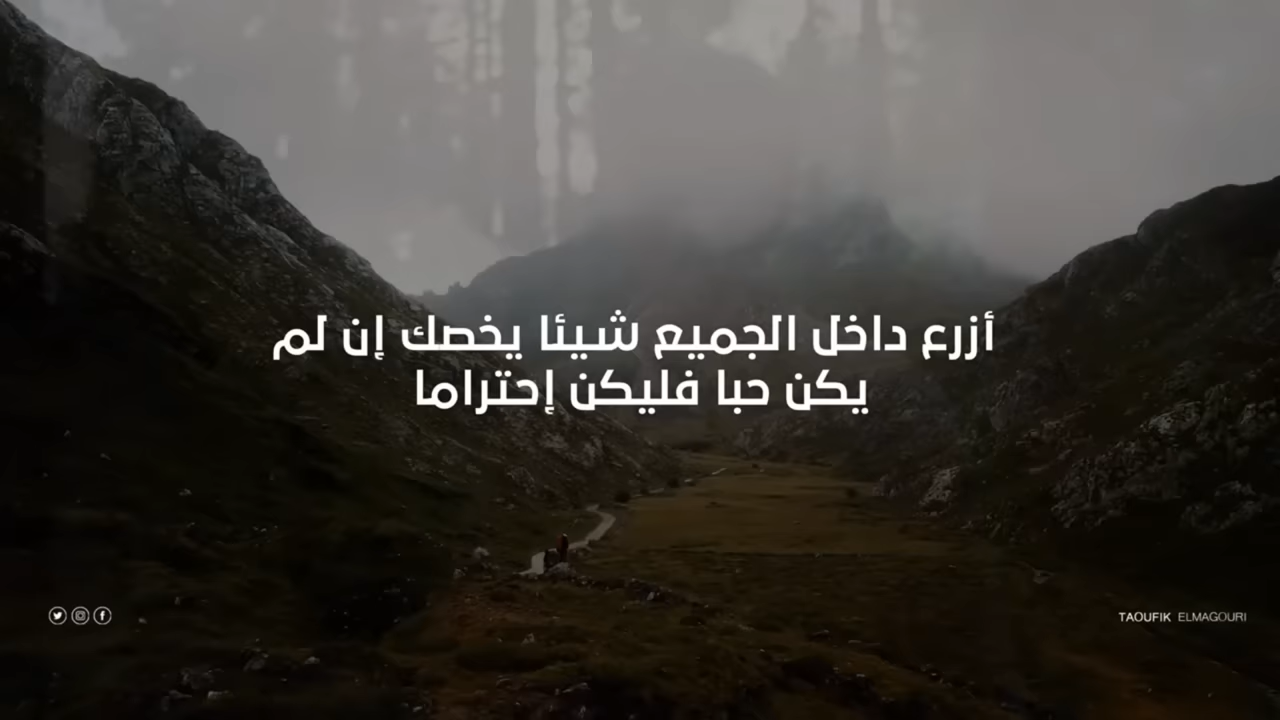 أزرع داخل الجميع شيئا يخصك إن لم
يكن حبا فليكن إحتراما
TAOUFIK ELMAGOURI